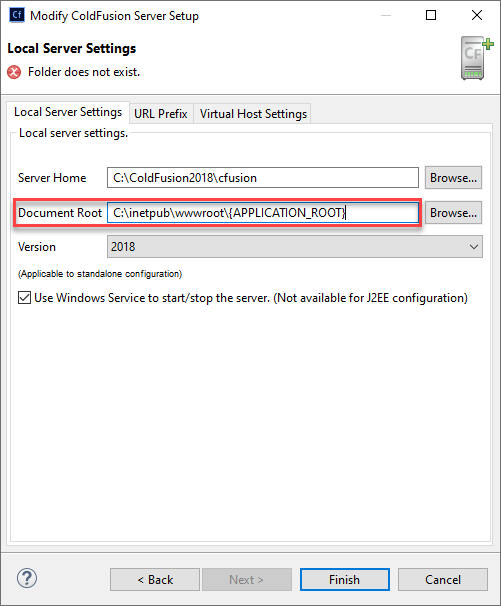 Cf Modify ColdFusion Server Setup
Local Server Settings
Folder does not exist.
CF
Local Server Settings URL Prefix Virtual Host Settings
Local server settings.
Server Home C:\ColdFusion2018\cfusion Browse...
Document Root C:\inetpub\wwwroot\{APPLICATION_ROOT} Browse...
Version 2018
(Applicable to standalone configuration)
Use Windows Service to start/stop the server. (Not available for J2EE configuration)
? < Back Next > Finish Cancel